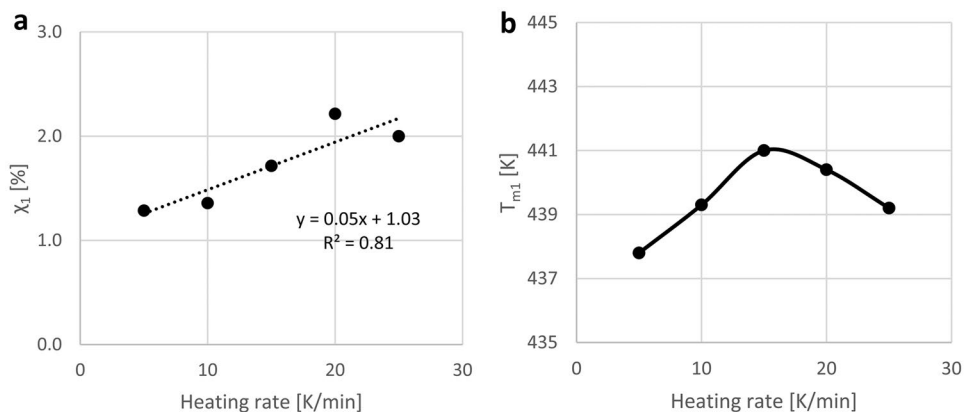 a
3.0
2.0
1.0
0.0
χ₁ [%]
y = 0.05x + 1.03
R² = 0.81
0 10 20 30
Heating rate [K/min]
b
445
443
441
439
437
435
Tm1 [K]
0 10 20 30
Heating rate [K/min]